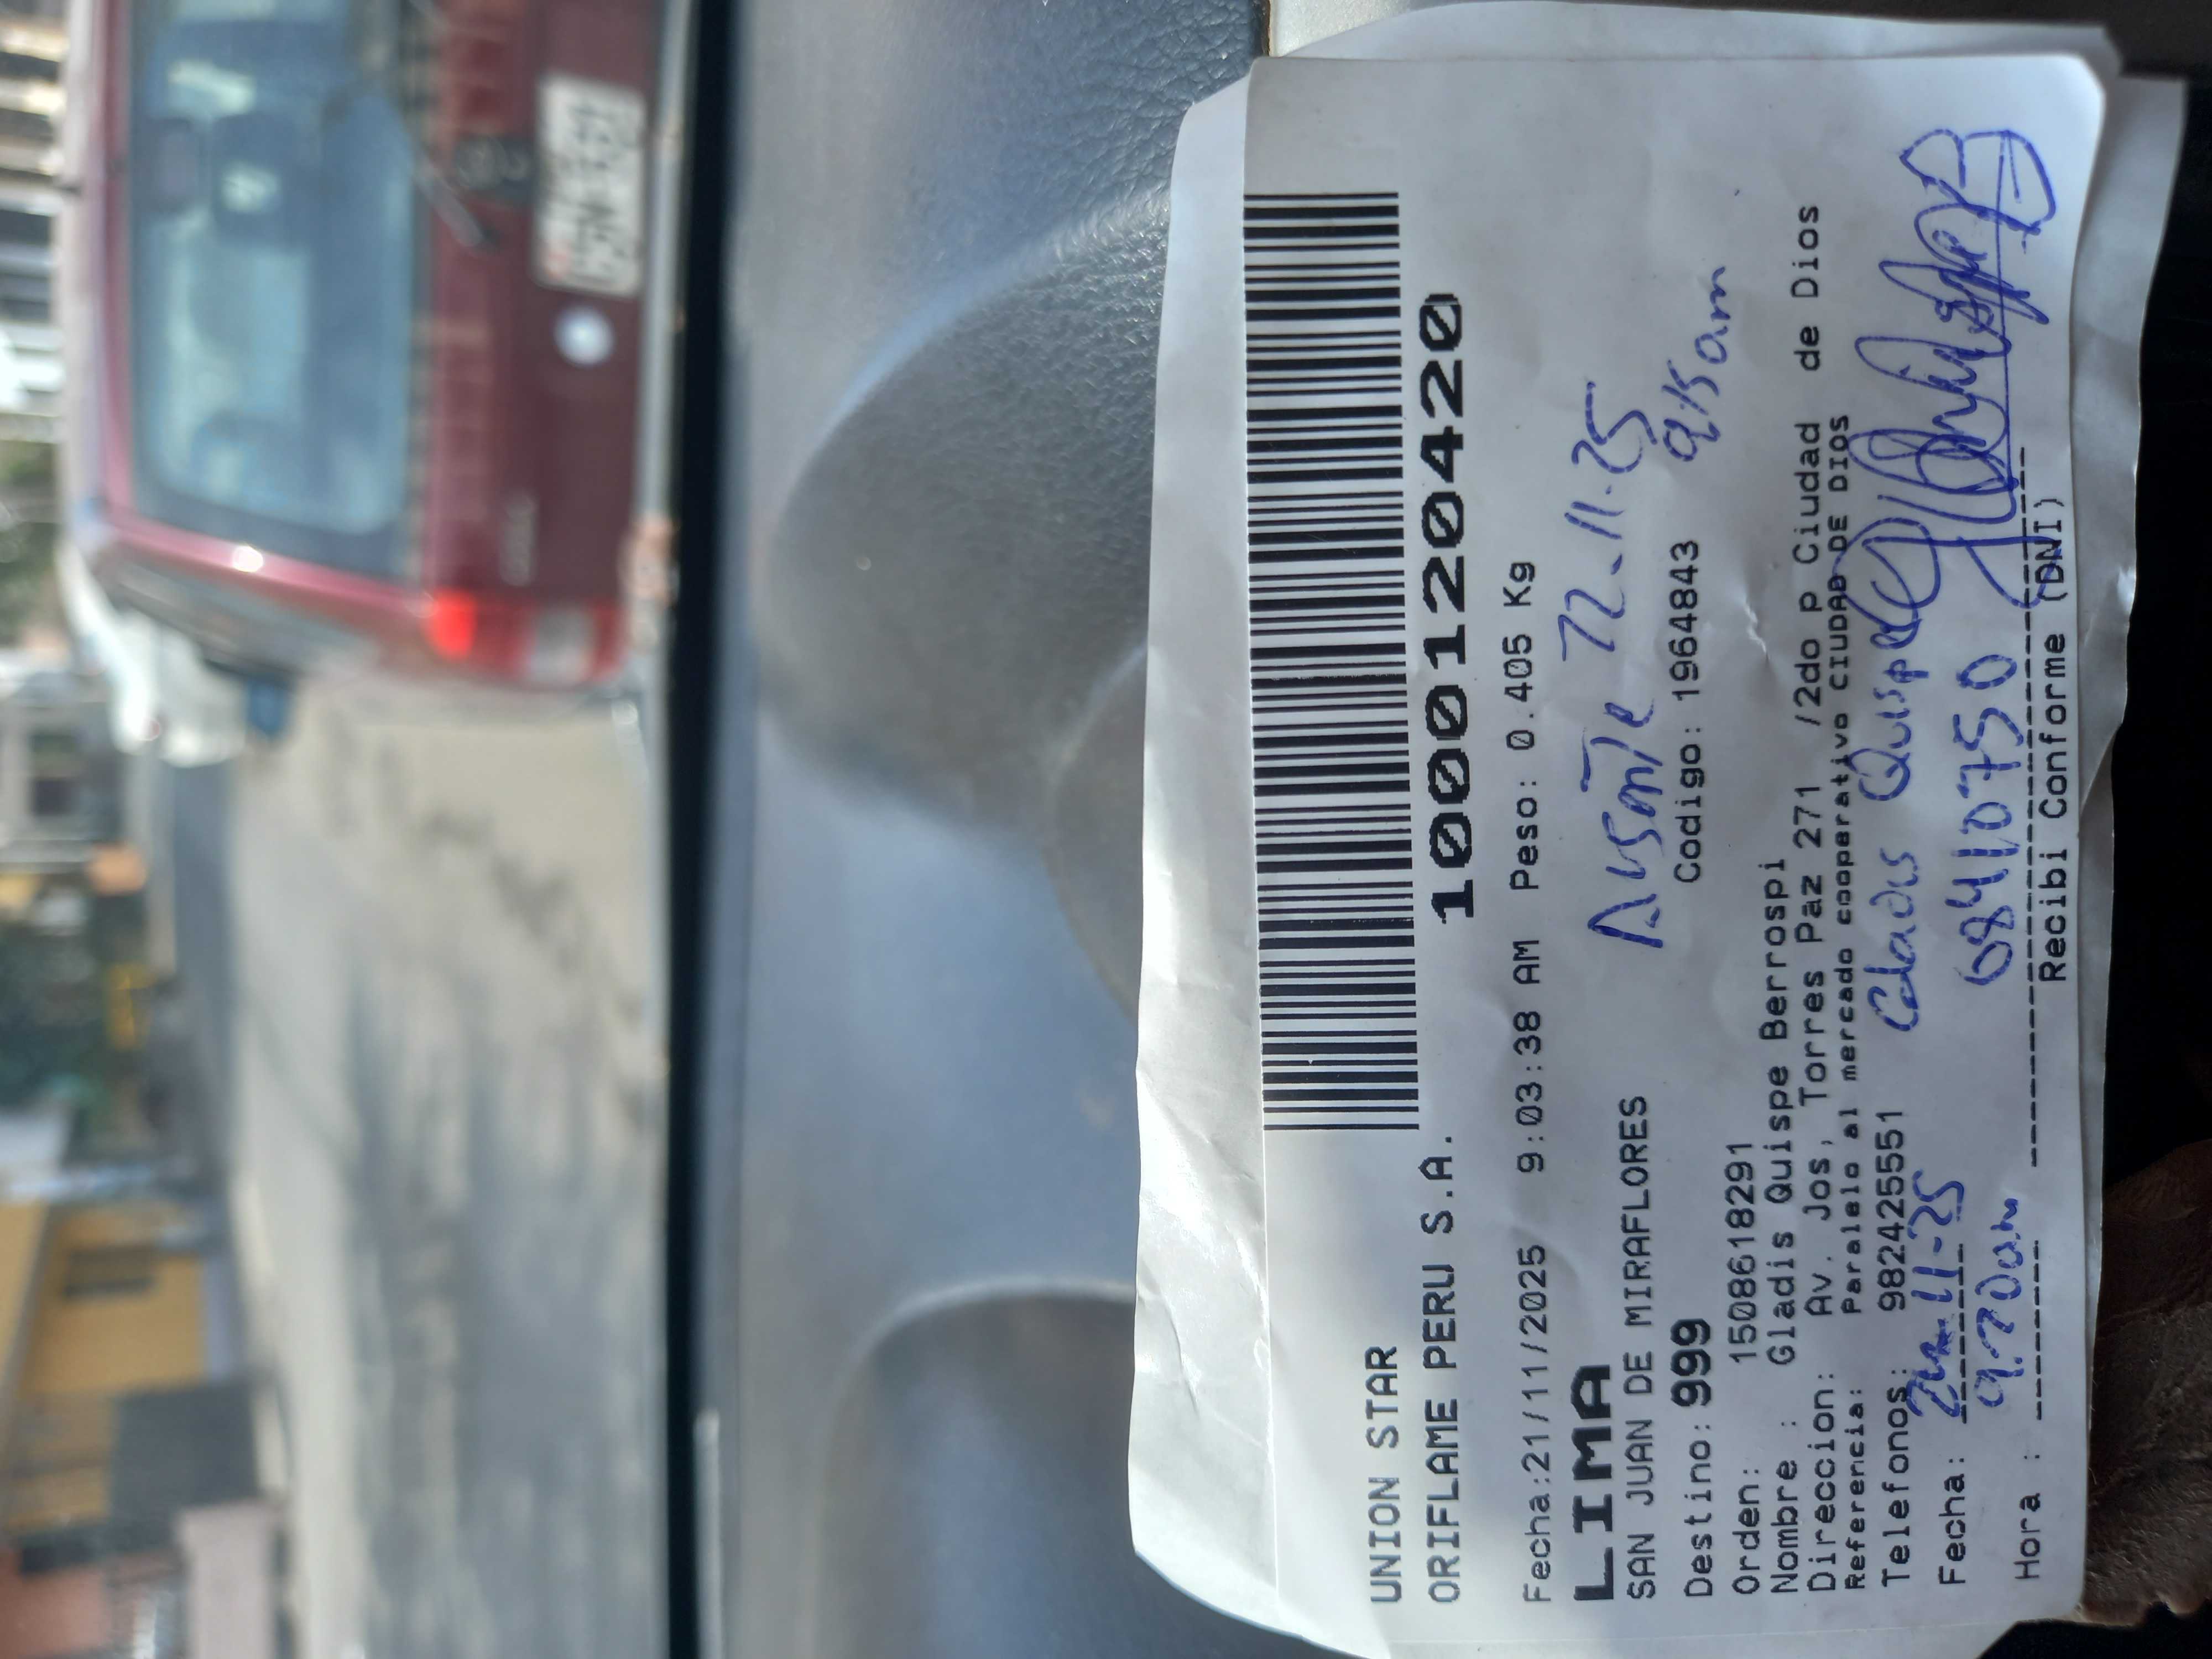 UNION STAR
ORIFLAME PERU S.A.
1000120420
Fecha:21/11/2025 9:03:38 AM Peso: 0.405 Kg
LIMA
Ausente 22-11-25
SAN JUAN DE MIRAFLORES
9:15am
Destino: 999 Codigo: 1964843
Orden: 1508618291
Nombre : Gladis Quispe Berrospi
Direccion: Av. Jos, Torres Paz 271 /2do p Ciudad de Dios
Referencia: Paralelo al mercado cooperativo CIUDAD DE DIOS
Telefonos: 982425551
Quispe
Fecha: 24-11-25
Hora : 9:20am
Recibi Conforme (DNI)